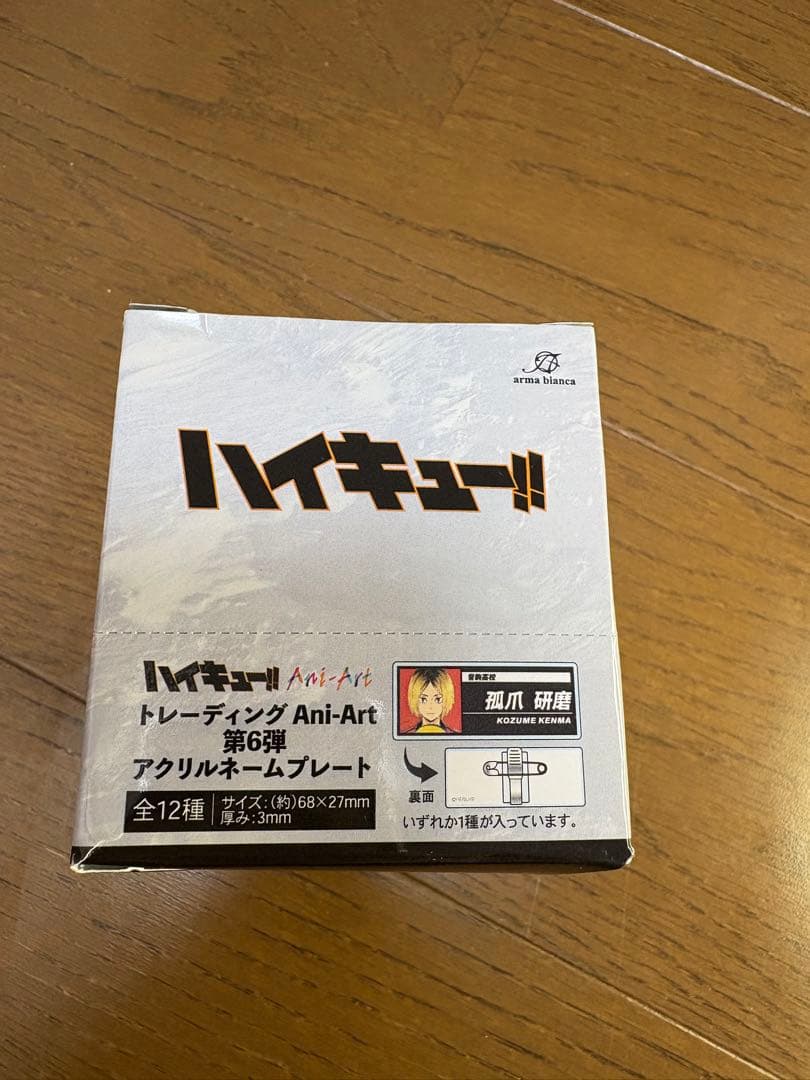 arma bianca
ハイキュー!!
ハイキュー!! Ani-Art
トレーディング Ani-Art
第6弾
アクリルネームプレート
全12種
サイズ:(約)68×27mm
厚み:3mm
音駒高校
孤爪 研磨
KOZUME KENMA
裏面
いずれか1種が入っています。